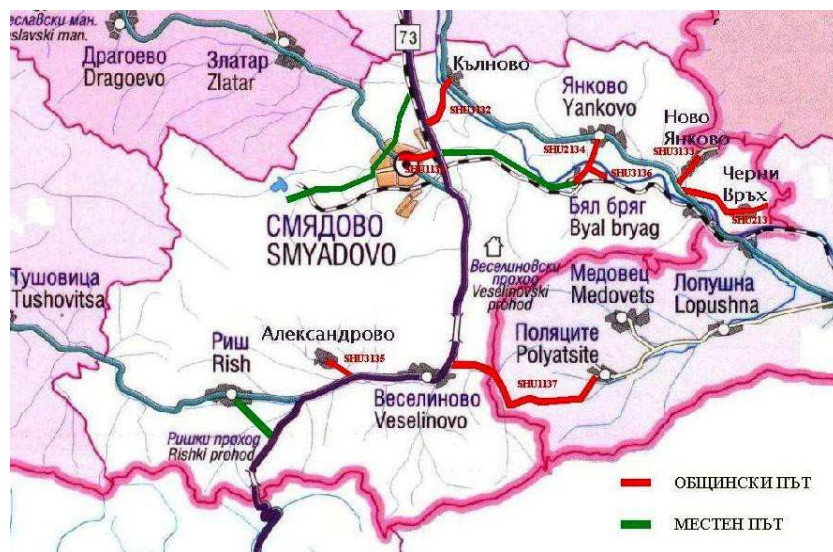 еславски ман.
eslavski man.
Драгоево
Dragoevo
Златар
Zlatar
73
Кълново
SHU3132
Янково
Yankovo
Ново
Янково
SHU2134
SHU3133
SHU3136
Черни
Връх
СМЯДОВО
SMYADOVO
Бял бряг
Byal bryag
Веселиновски
проход
Veselinovski
prohod
Медовец
Medovets
Лопушна
Lopushna
Тушовица
Tushovitsa
Риш
Rish
Александрово
SHU3135
Поляците
Polyatsite
SHU1137
Веселиново
Veselinovo
Ришки проход
Rishki prohod
ОБЩИНСКИ ПЪТ
МЕСТЕН ПЪТ